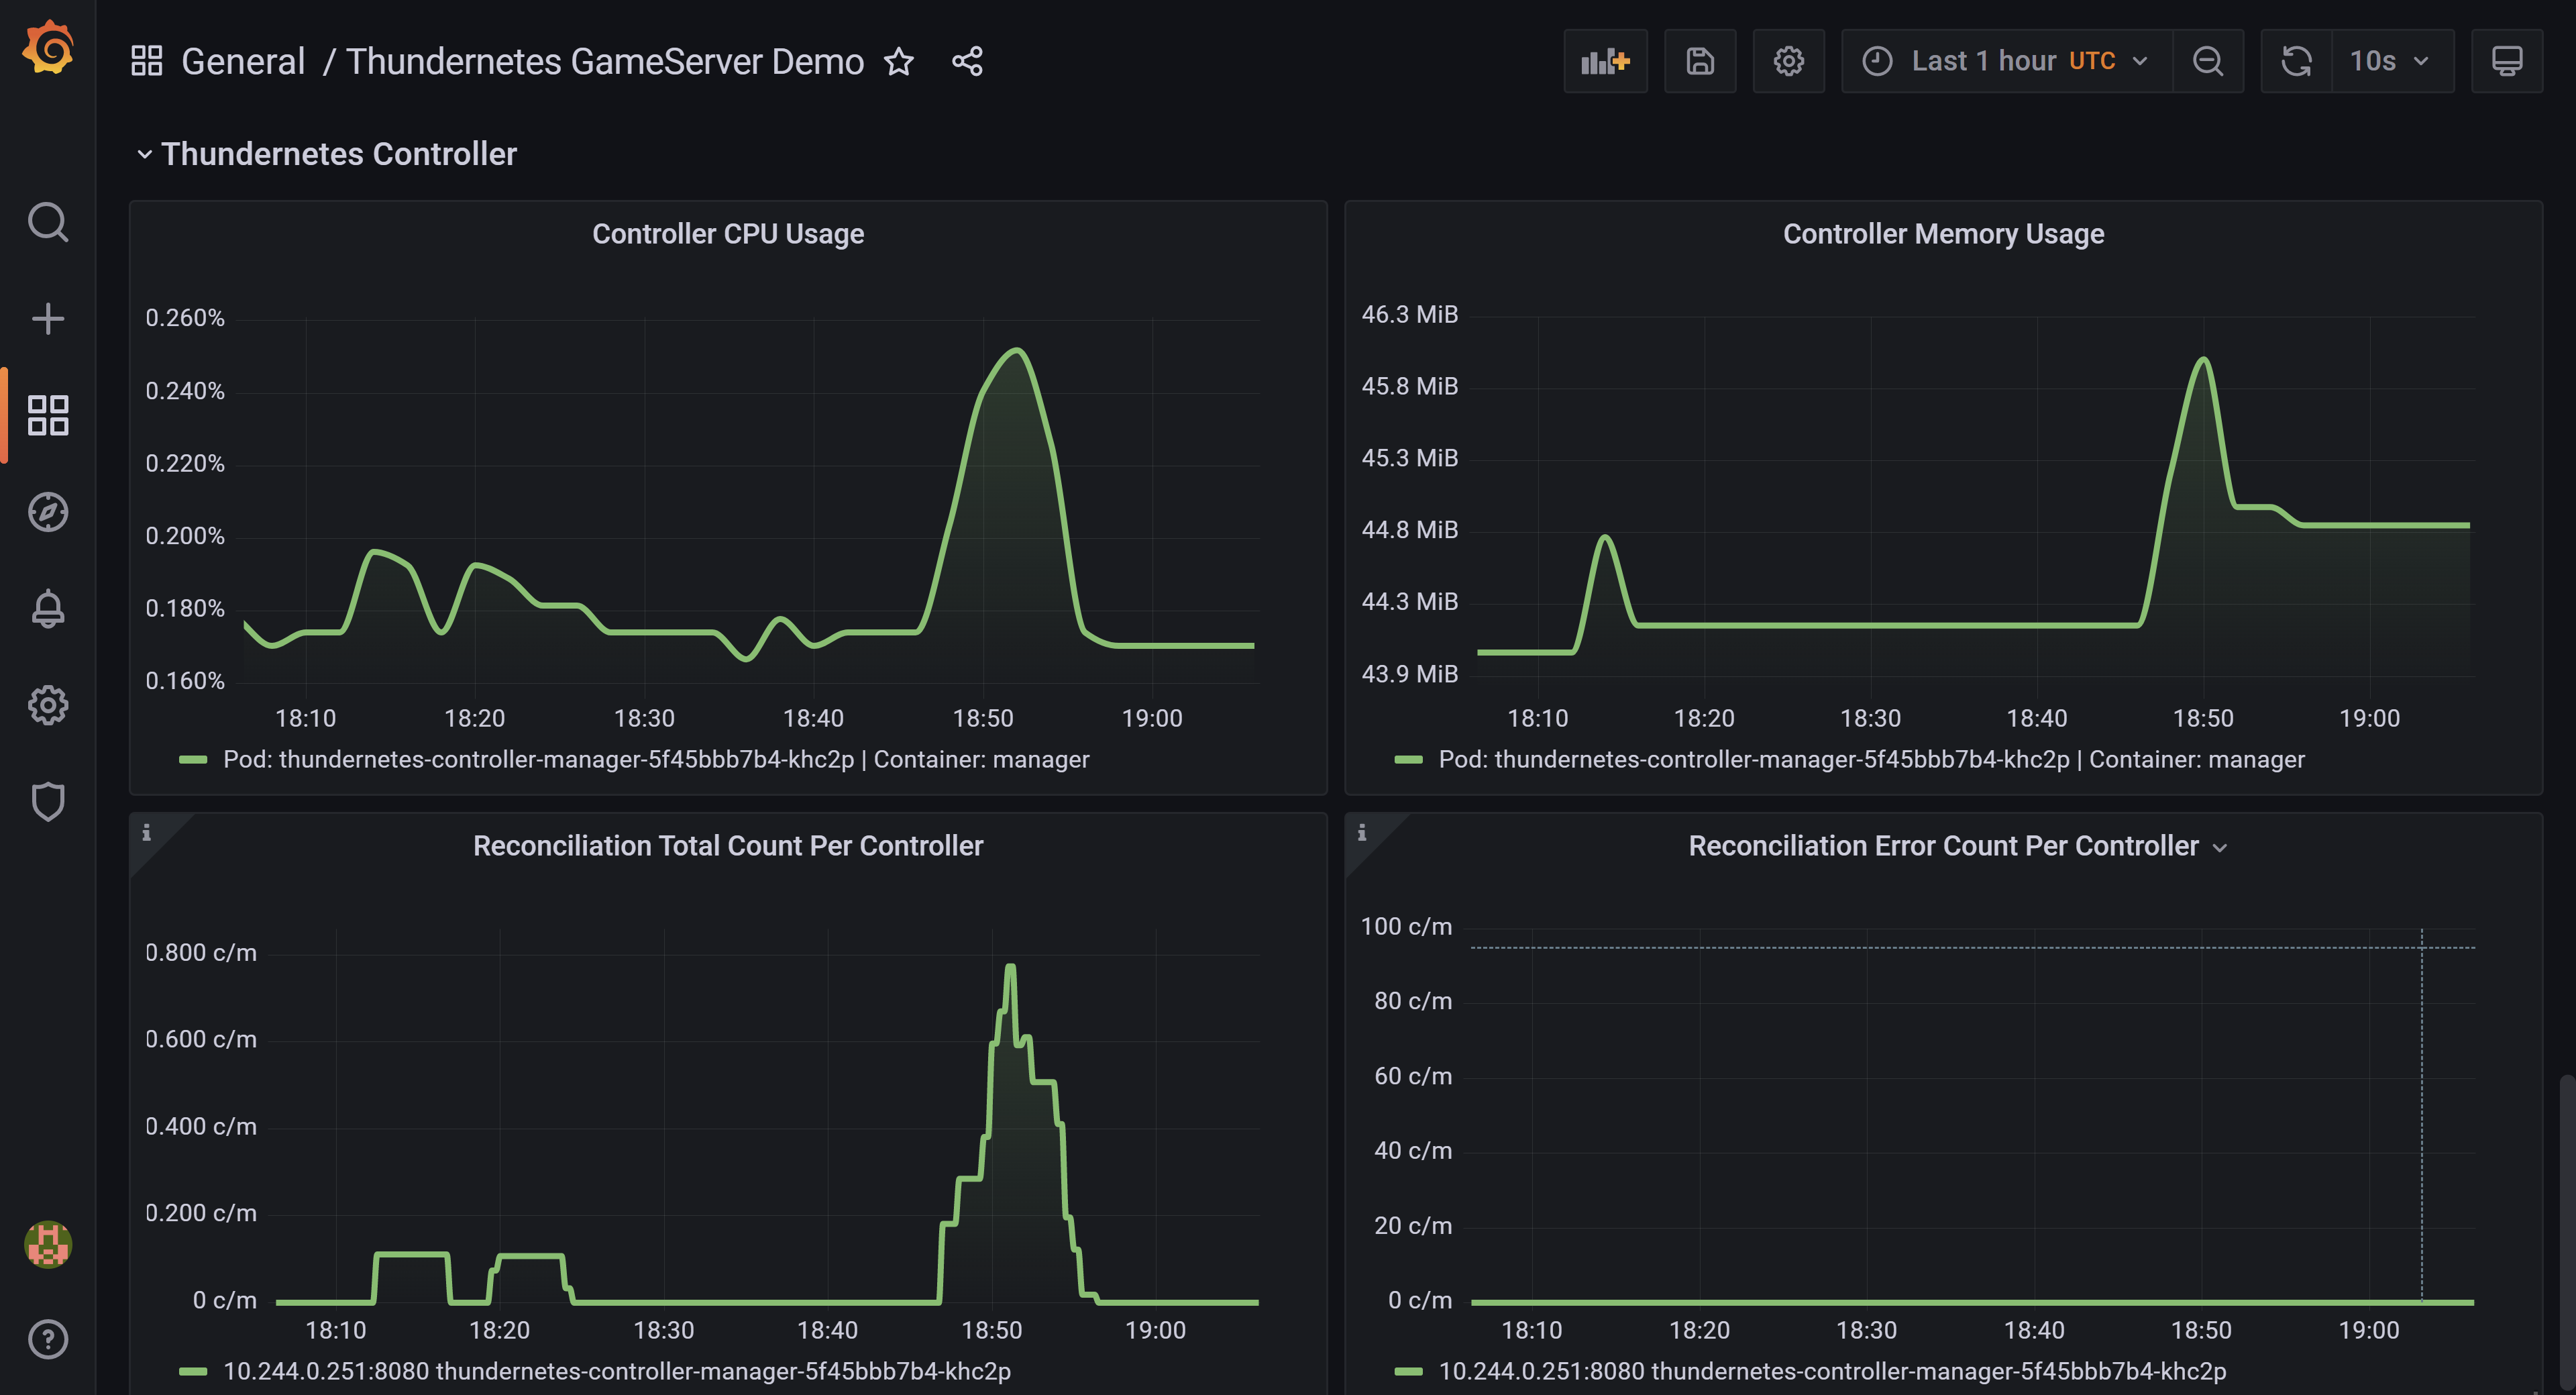 General / Thundernetes GameServer Demo
Last 1 hour UTC
10s
Thundernetes Controller
Controller CPU Usage
0.260%
0.240%
0.220%
0.200%
0.180%
0.160%
18:10 18:20 18:30 18:40 18:50 19:00
Pod: thundernetes-controller-manager-5f45bbb7b4-khc2p | Container: manager
Controller Memory Usage
46.3 MiB
45.8 MiB
45.3 MiB
44.8 MiB
44.3 MiB
43.9 MiB
18:10 18:20 18:30 18:40 18:50 19:00
Pod: thundernetes-controller-manager-5f45bbb7b4-khc2p | Container: manager
i
Reconciliation Total Count Per Controller
0.800 c/m
0.600 c/m
0.400 c/m
0.200 c/m
0 c/m
18:10 18:20 18:30 18:40 18:50 19:00
10.244.0.251:8080 thundernetes-controller-manager-5f45bbb7b4-khc2p
i
Reconciliation Error Count Per Controller
100 c/m
80 c/m
60 c/m
40 c/m
20 c/m
0 c/m
18:10 18:20 18:30 18:40 18:50 19:00
10.244.0.251:8080 thundernetes-controller-manager-5f45bbb7b4-khc2p